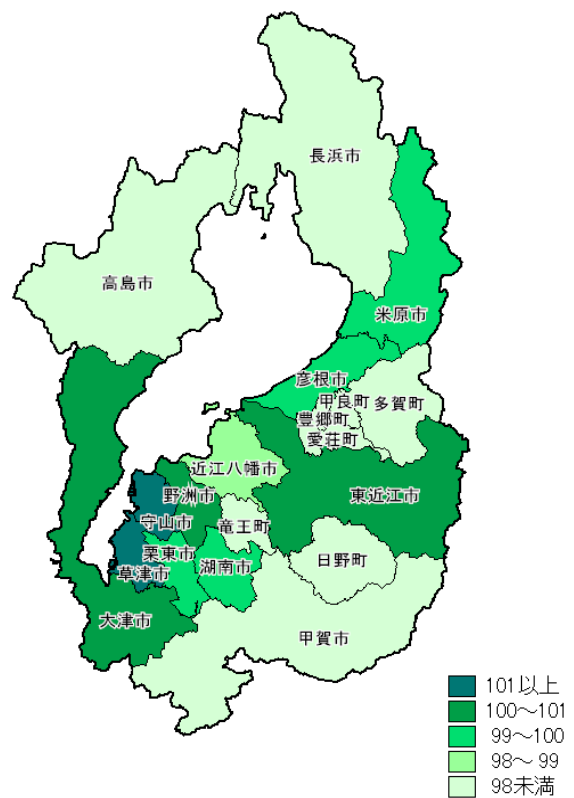 長浜市
高島市
米原市
彦根市
甲良町
多賀町
豊郷町
愛荘町
近江八幡市
野洲市
東近江市
守山市
竜王町
栗東市
草津市
湖南市
日野町
大津市
甲賀市
101以上
100～101
99～100
98～ 99
98未満